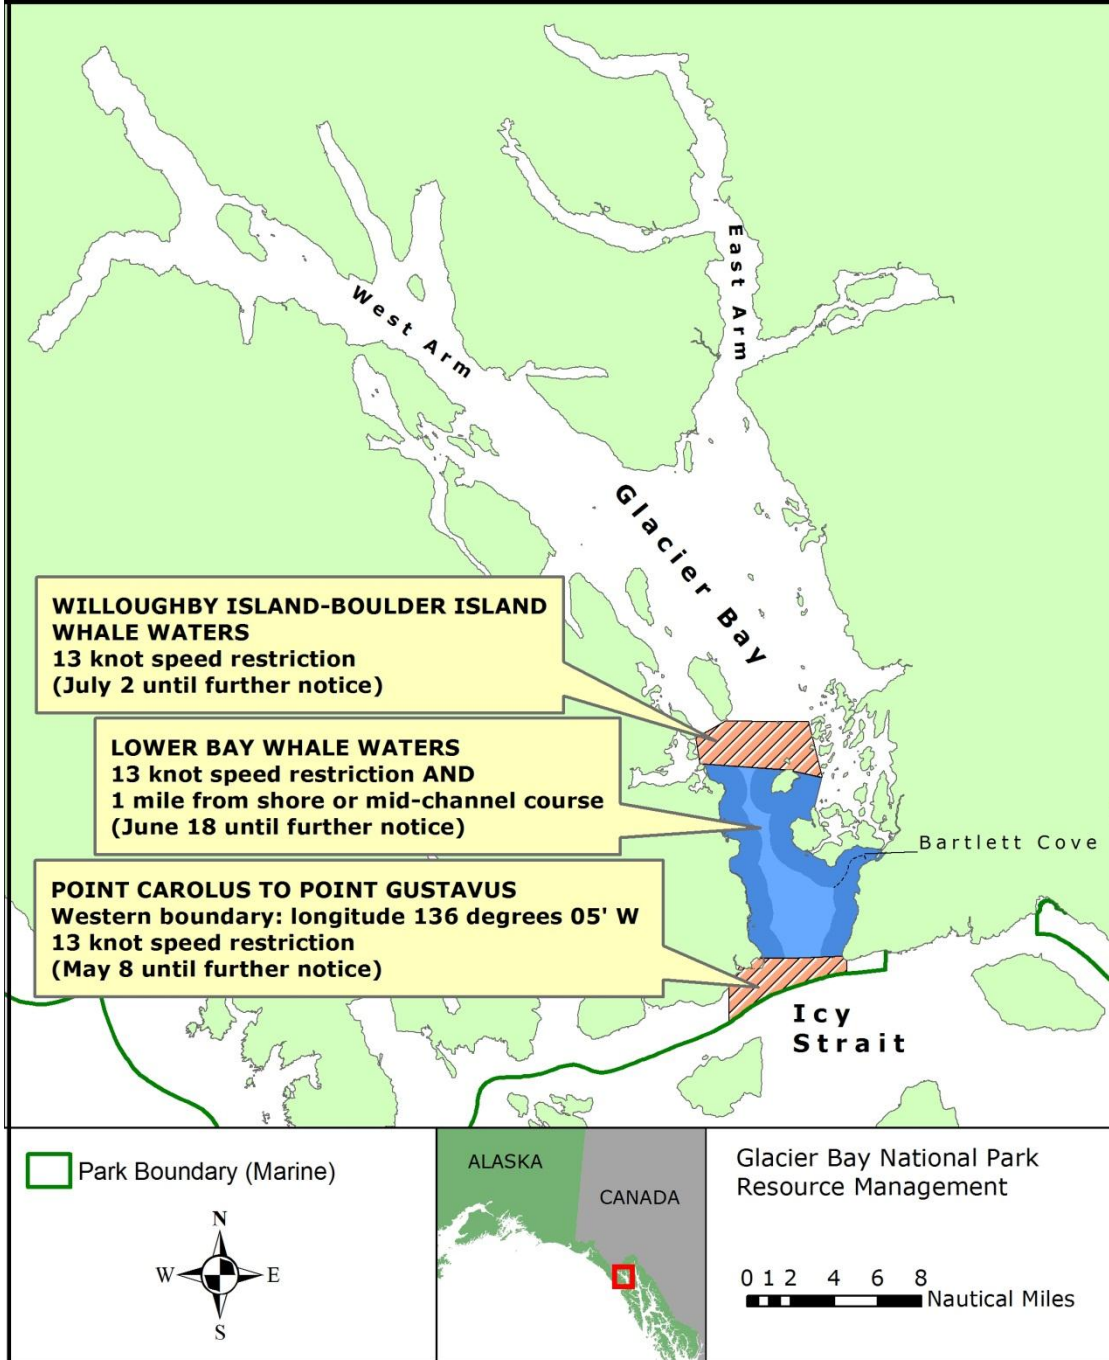 East Arm
West Arm
Glacier Bay
WILLOUGHBY ISLAND-BOULDER ISLAND
WHALE WATERS
13 knot speed restriction
(July 2 until further notice)
LOWER BAY WHALE WATERS
13 knot speed restriction AND
1 mile from shore or mid-channel course
(June 18 until further notice)
Bartlett Cove
POINT CAROLUS TO POINT GUSTAVUS
Western boundary: longitude 136 degrees 05' W
13 knot speed restriction
(May 8 until further notice)
Icy
Strait
Park Boundary (Marine)
N
W E
S
ALASKA
CANADA
Glacier Bay National Park
Resource Management
0 1 2 4 6 8
Nautical Miles